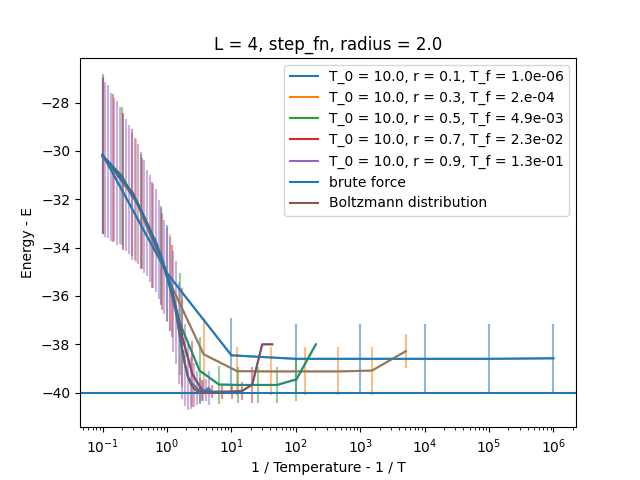 L = 4, step_fn, radius = 2.0
T_0 = 10.0, r = 0.1, T_f = 1.0e-06
T_0 = 10.0, r = 0.3, T_f = 2.e-04
T_0 = 10.0, r = 0.5, T_f = 4.9e-03
T_0 = 10.0, r = 0.7, T_f = 2.3e-02
T_0 = 10.0, r = 0.9, T_f = 1.3e-01
brute force
Boltzmann distribution
Energy - E
−28
−30
−32
−34
−36
−38
−40
10⁻¹ 10⁰ 10¹ 10² 10³ 10⁴ 10⁵ 10⁶
1 / Temperature - 1 / T